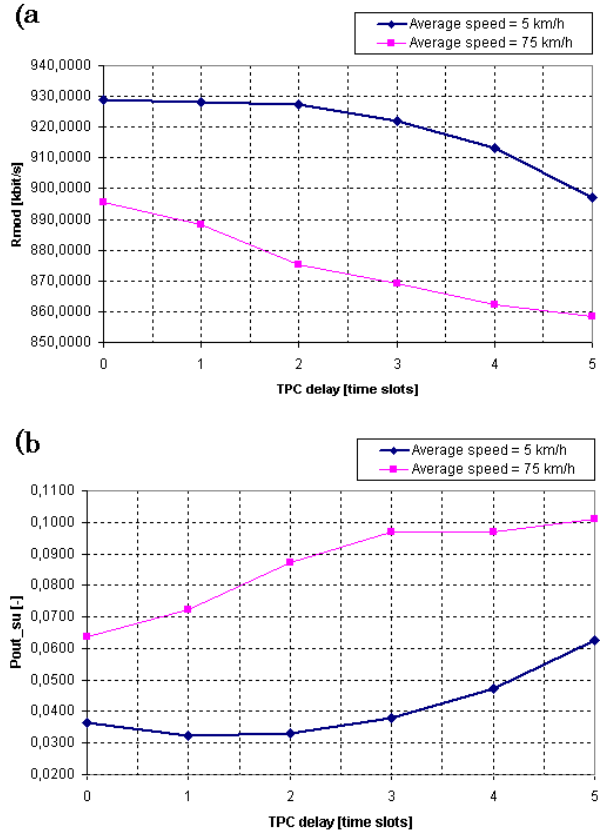 (a
Average speed = 5 km/h
Average speed = 75 km/h
940,0000
930,0000
920,0000
910,0000
900,0000
890,0000
880,0000
870,0000
860,0000
850,0000
Rmod [kbit/s]
0 1 2 3 4 5
TPC delay [time slots]
(b
Average speed = 5 km/h
Average speed = 75 km/h
0,1100
0,1000
0,0900
0,0800
0,0700
0,0600
0,0500
0,0400
0,0300
0,0200
Pout_su [-]
0 1 2 3 4 5
TPC delay [time slots]